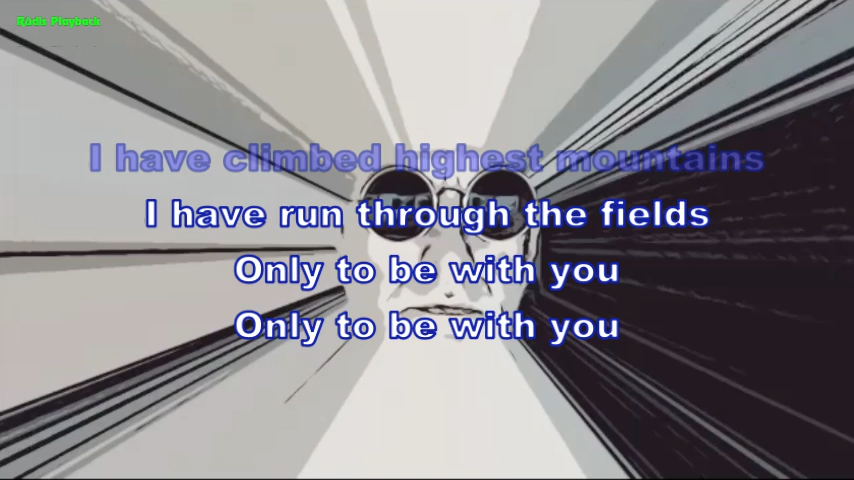 Rádis Playback
I have climbed highest mountains
I have run through the fields
Only to be with you
Only to be with you